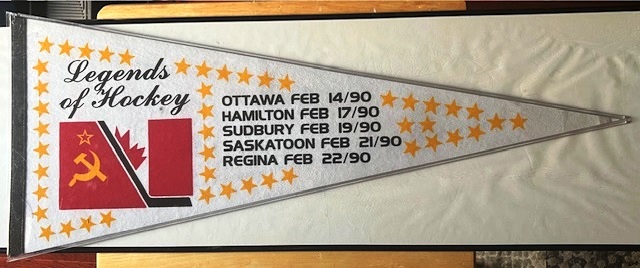 Legends
of Hockey
OTTAWA FEB 14/90
HAMILTON FEB 17/90
SUDBURY FEB 19/90
SASKATOON FEB 21/90
REGINA FEB 22/90